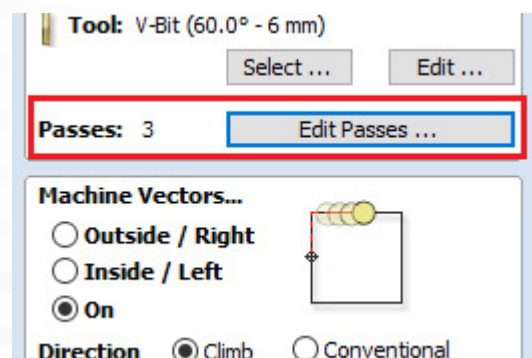 Tool: V-Bit (60.0° - 6 mm)
Select ... Edit ...
Passes: 3 Edit Passes ...
Machine Vectors...
Outside / Right
Inside / Left
On
Direction Climb Conventional